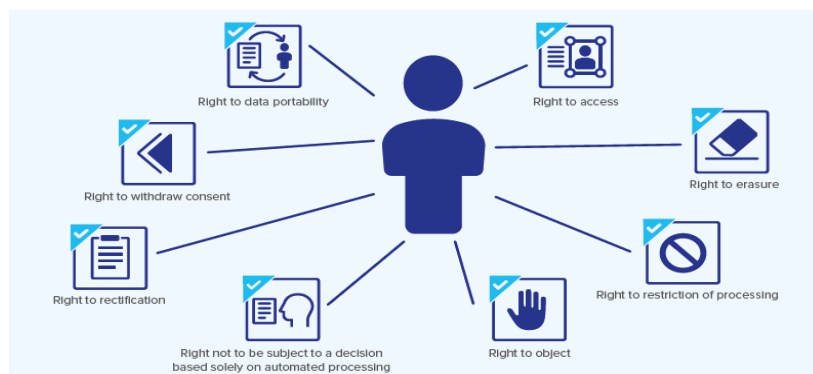 Right to data portability
Right to access
Right to withdraw consent
Right to erasure
Right to rectification
Right to restriction of processing
Right not to be subject to a decision
based solely on automated processing
Right to object